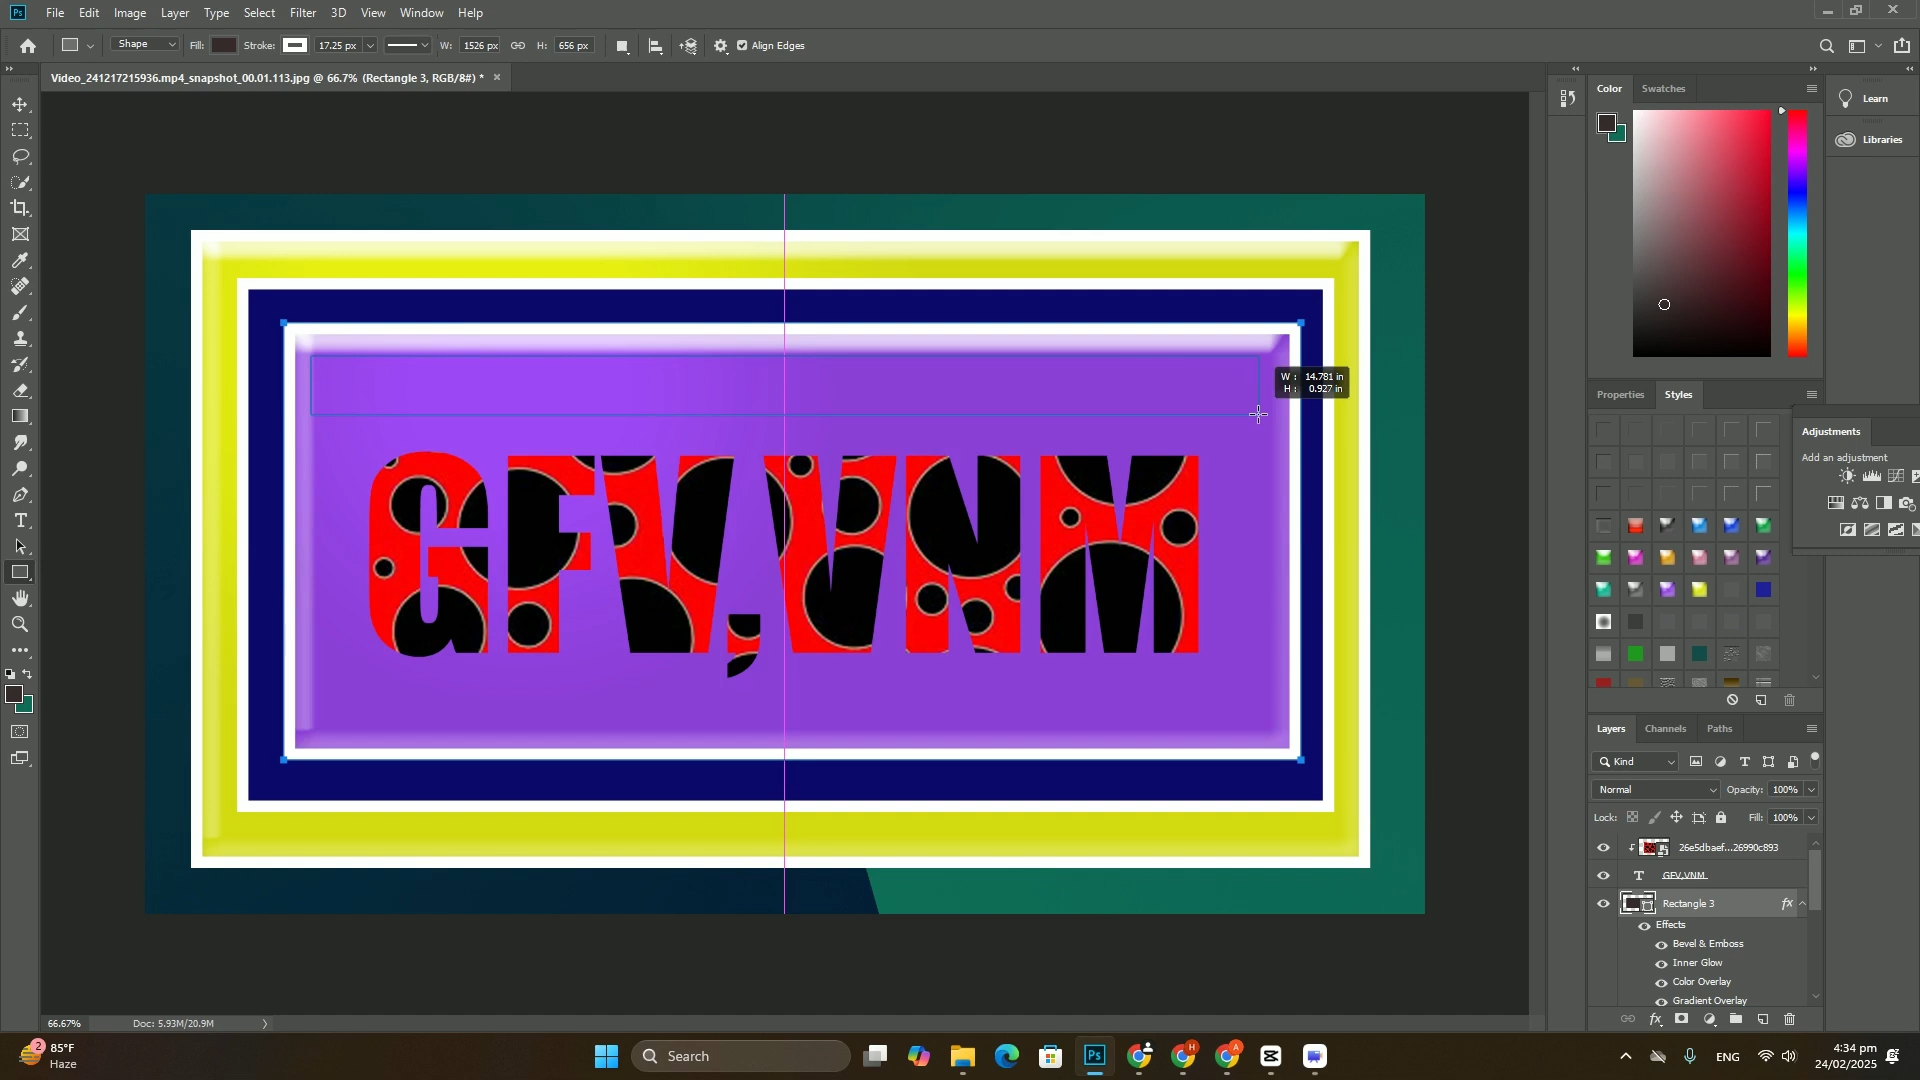 Ps File Edit Image Layer Type Select Filter 3D View Window Help
Shape Fill: Stroke: 17.25 px W: 1526 px H: 656 px Align Edges
Video_241217215936.mp4_snapshot_00.01.113.jpg @ 66.7% (Rectangle 3, RGB/8#) *
Color Swatches
Learn
Libraries
W : 14.781 in
H : 0.927 in
GFV,VNM
Properties Styles
Adjustments
Add an adjustment
Layers Channels Paths
Kind
Normal Opacity: 100%
Lock: Fill: 100%
26e5dbaef...26990c893
GFV,VNM
Rectangle 3 fx
Effects
Bevel & Emboss
Inner Glow
Color Overlay
Gradient Overlay
66.67% Doc: 5.93M/20.9M
2 85°F
Haze
Search
Ps
H
A
ENG
4:34 pm
24/02/2025